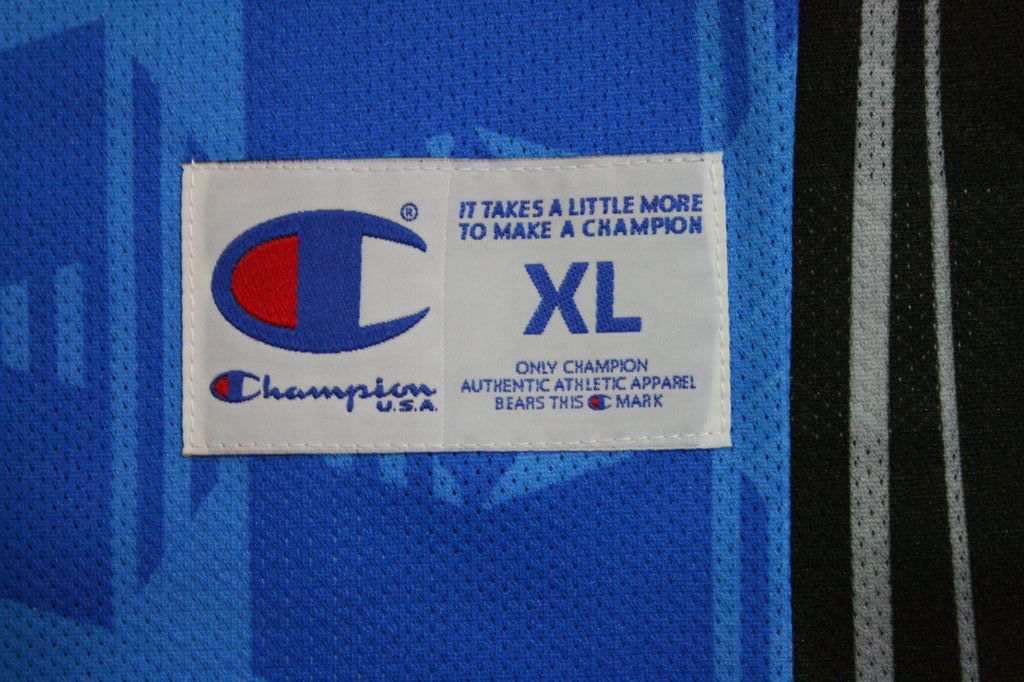 ®
Champion
U.S.A.
IT TAKES A LITTLE MORE
TO MAKE A CHAMPION
XL
ONLY CHAMPION
AUTHENTIC ATHLETIC APPAREL
BEARS THIS C MARK